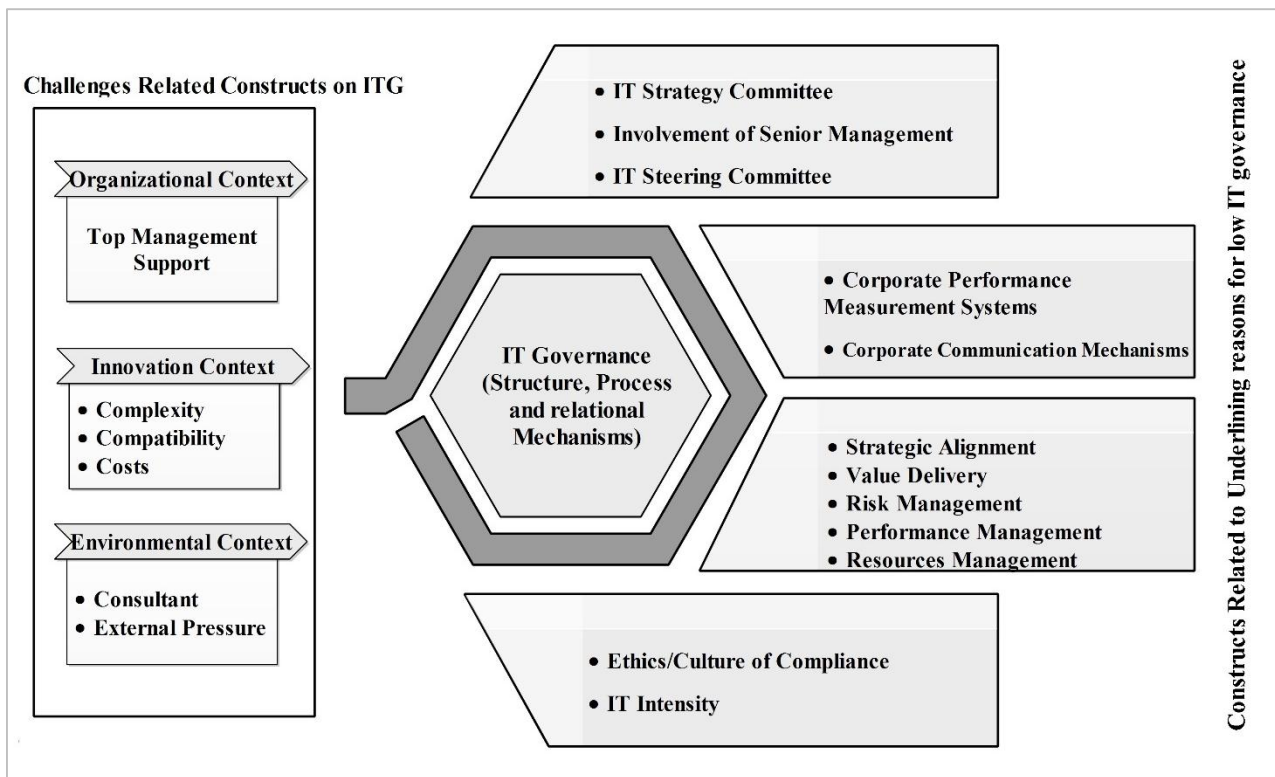 Challenges Related Constructs on ITG
Organizational Context
Top Management
Support
Innovation Context
• Complexity
• Compatibility
• Costs
Environmental Context
• Consultant
• External Pressure
IT Governance
(Structure, Process
and relational
Mechanisms)
• IT Strategy Committee
• Involvement of Senior Management
• IT Steering Committee
• Corporate Performance
Measurement Systems
• Corporate Communication Mechanisms
• Strategic Alignment
• Value Delivery
• Risk Management
• Performance Management
• Resources Management
• Ethics/Culture of Compliance
• IT Intensity
Constructs Related to Underlining reasons for low IT governance